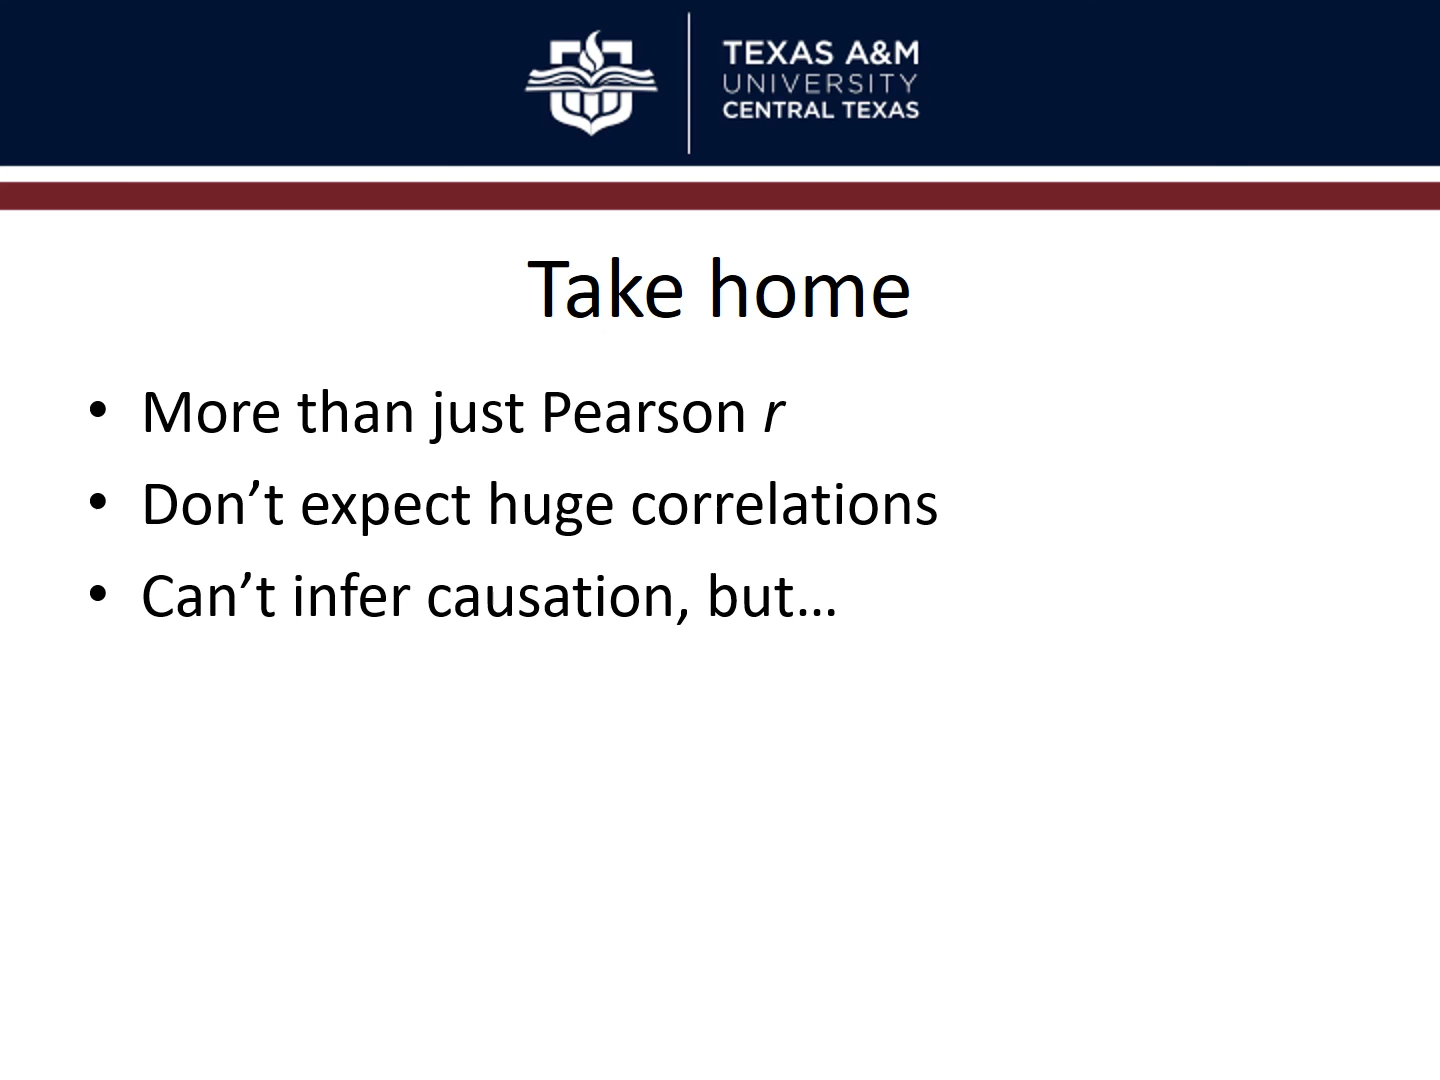 TEXAS A&M
UNIVERSITY
CENTRAL TEXAS
Take home
• More than just Pearson r
• Don’t expect huge correlations
• Can’t infer causation, but…